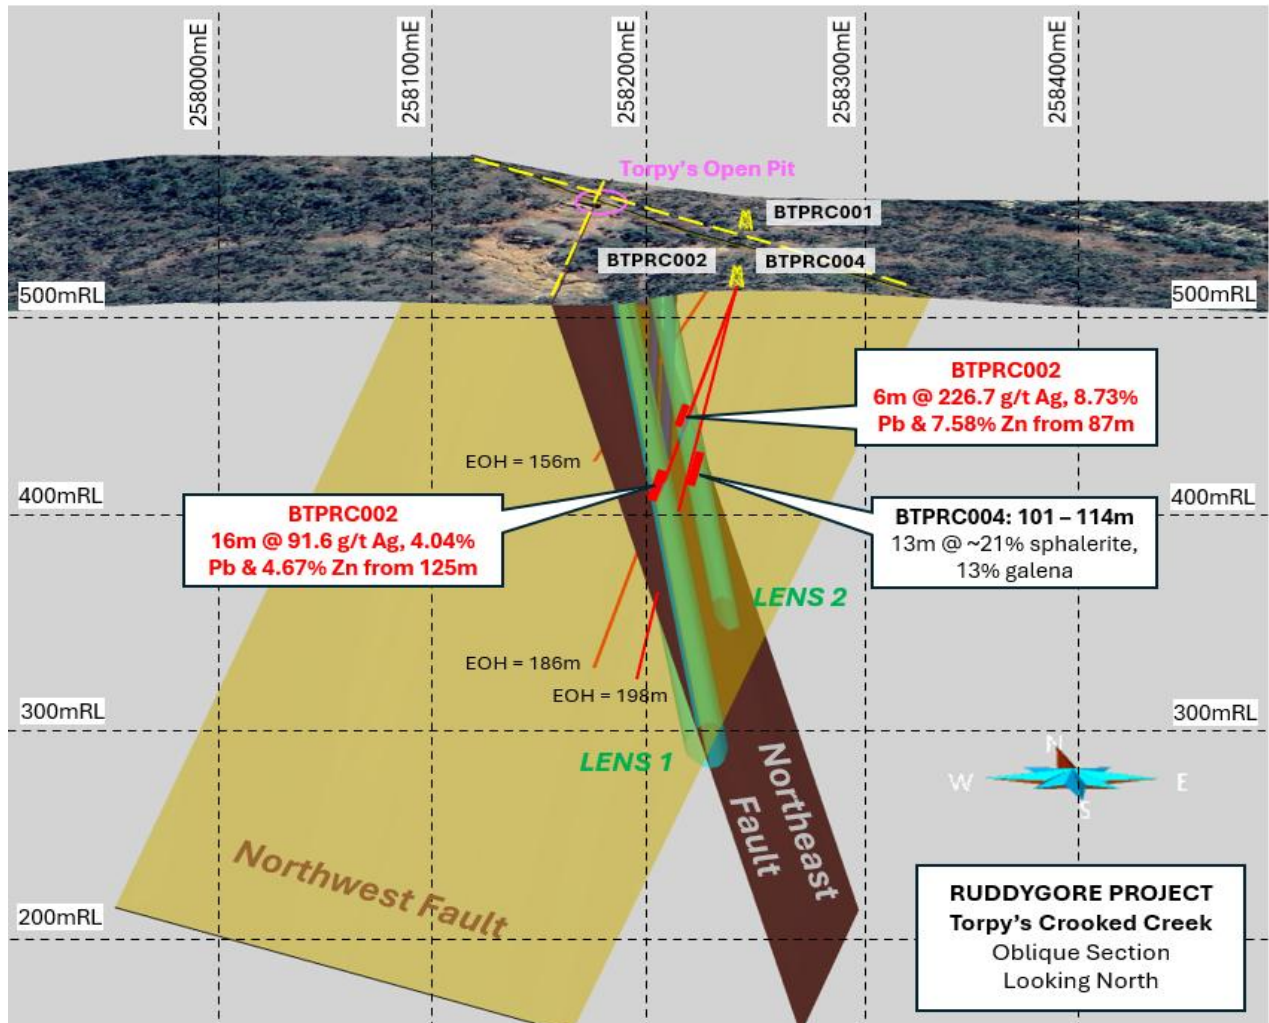 258000mE
258100mE
258200mE
258300mE
258400mE
Torpy's Open Pit
BTPRC001
BTPRC002
BTPRC004
500mRL
500mRL
BTPRC002
6m @ 226.7 g/t Ag, 8.73%
Pb & 7.58% Zn from 87m
EOH = 156m
400mRL
400mRL
BTPRC002
16m @ 91.6 g/t Ag, 4.04%
Pb & 4.67% Zn from 125m
BTPRC004: 101 – 114m
13m @ ~21% sphalerite,
13% galena
LENS 2
EOH = 186m
EOH = 198m
300mRL
300mRL
LENS 1
N
W
E
S
Northeast
Fault
Northwest Fault
200mRL
RUDDYGORE PROJECT
Torpy's Crooked Creek
Oblique Section
Looking North